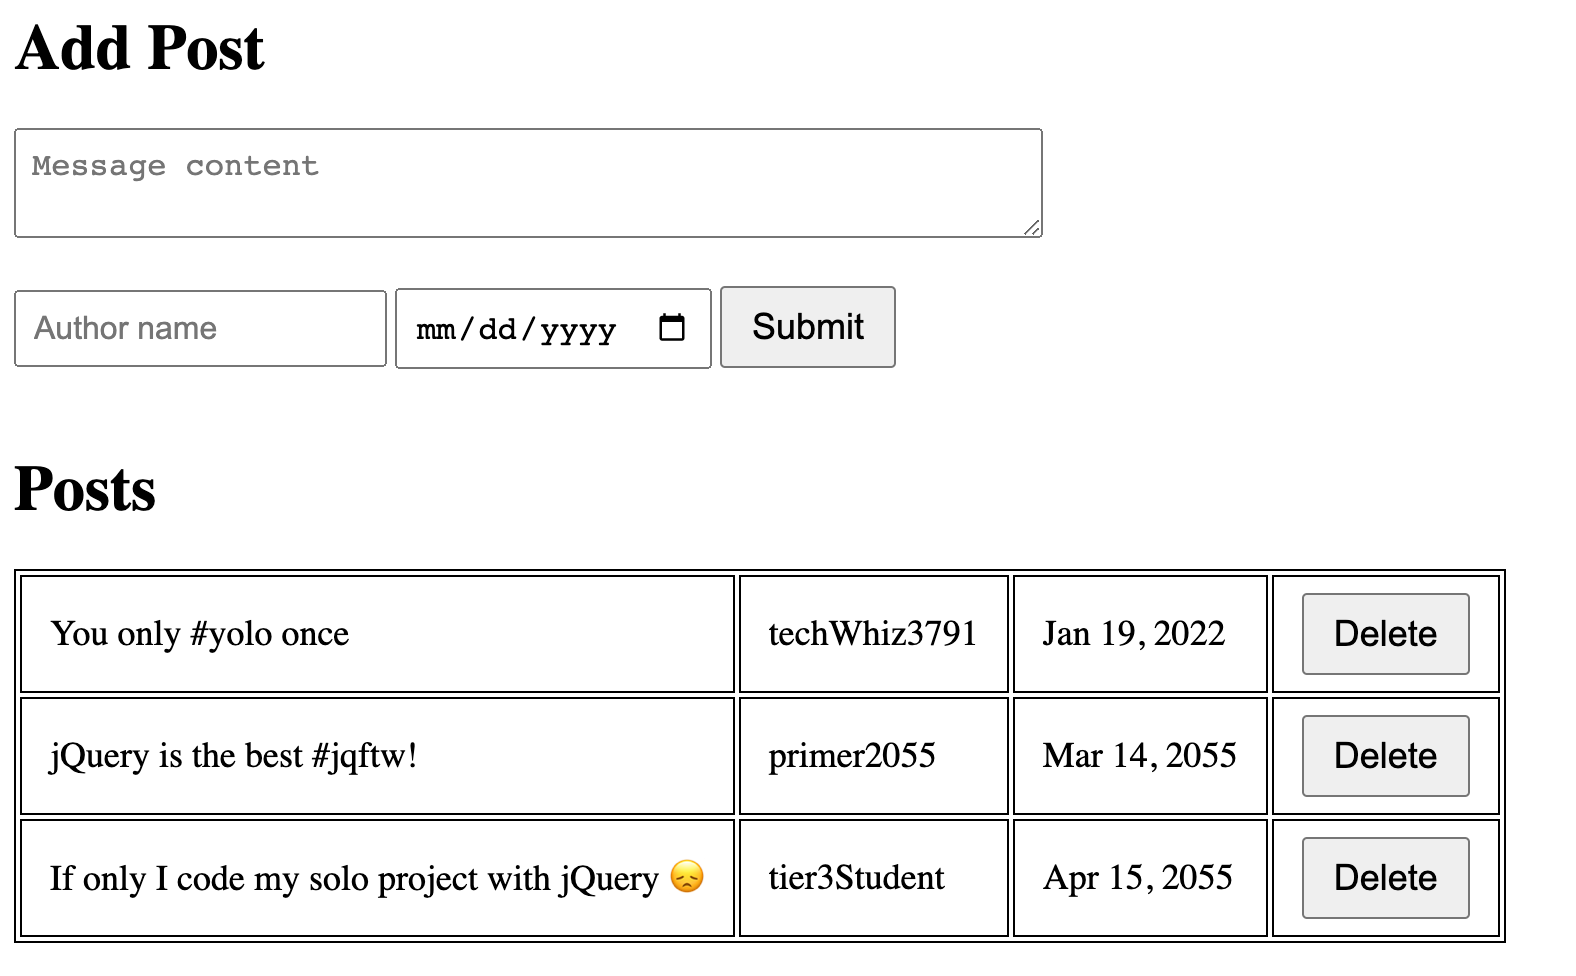 Add Post
Message content
Author name mm/dd/yyyy Submit
Posts
You only #yolo once techWhiz3791 Jan 19, 2022 Delete
jQuery is the best #jqftw! primer2055 Mar 14, 2055 Delete
If only I code my solo project with jQuery 😞 tier3Student Apr 15, 2055 Delete